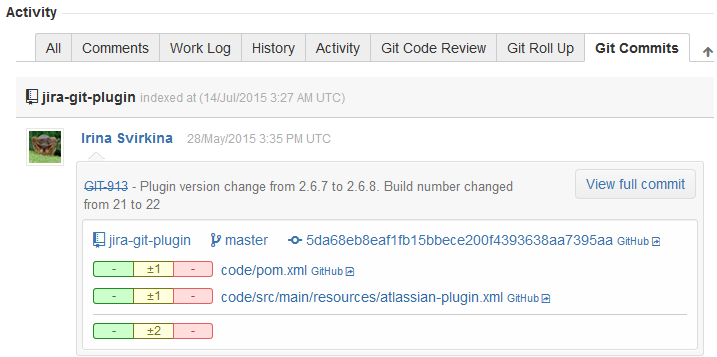 Activity
All Comments Work Log History Activity Git Code Review Git Roll Up Git Commits
jira-git-plugin indexed at (14/Jul/2015 3:27 AM UTC)
Irina Svirkina 28/May/2015 3:35 PM UTC
GIT-913 - Plugin version change from 2.6.7 to 2.6.8. Build number changed
from 21 to 22
View full commit
jira-git-plugin master 5da68eb8eaf1fb15bbece200f4393638aa7395aa GitHub
- ±1 - code/pom.xml GitHub
- ±1 - code/src/main/resources/atlassian-plugin.xml GitHub
- ±2 -